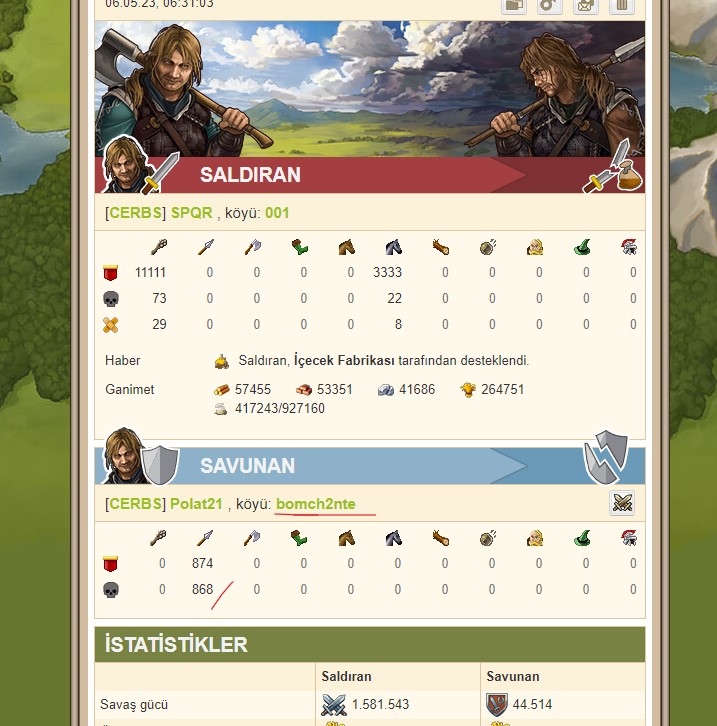 06.05.23, 06:31:03
SALDIRAN
[CERBS] SPQR , köyü: 001
11111 0 0 0 0 3333 0 0 0 0 0
73 0 0 0 0 22 0 0 0 0 0
29 0 0 0 0 8 0 0 0 0 0
Haber Saldıran, İçecek Fabrikası tarafından desteklendi.
Ganimet 57455 53351 41686 264751
417243/927160
SAVUNAN
[CERBS] Polat21 , köyü: bomch2nte
0 874 0 0 0 0 0 0 0 0 0
0 868 0 0 0 0 0 0 0 0 0
İSTATİSTİKLER
Saldıran Savunan
Savaş gücü 1.581.543 44.514